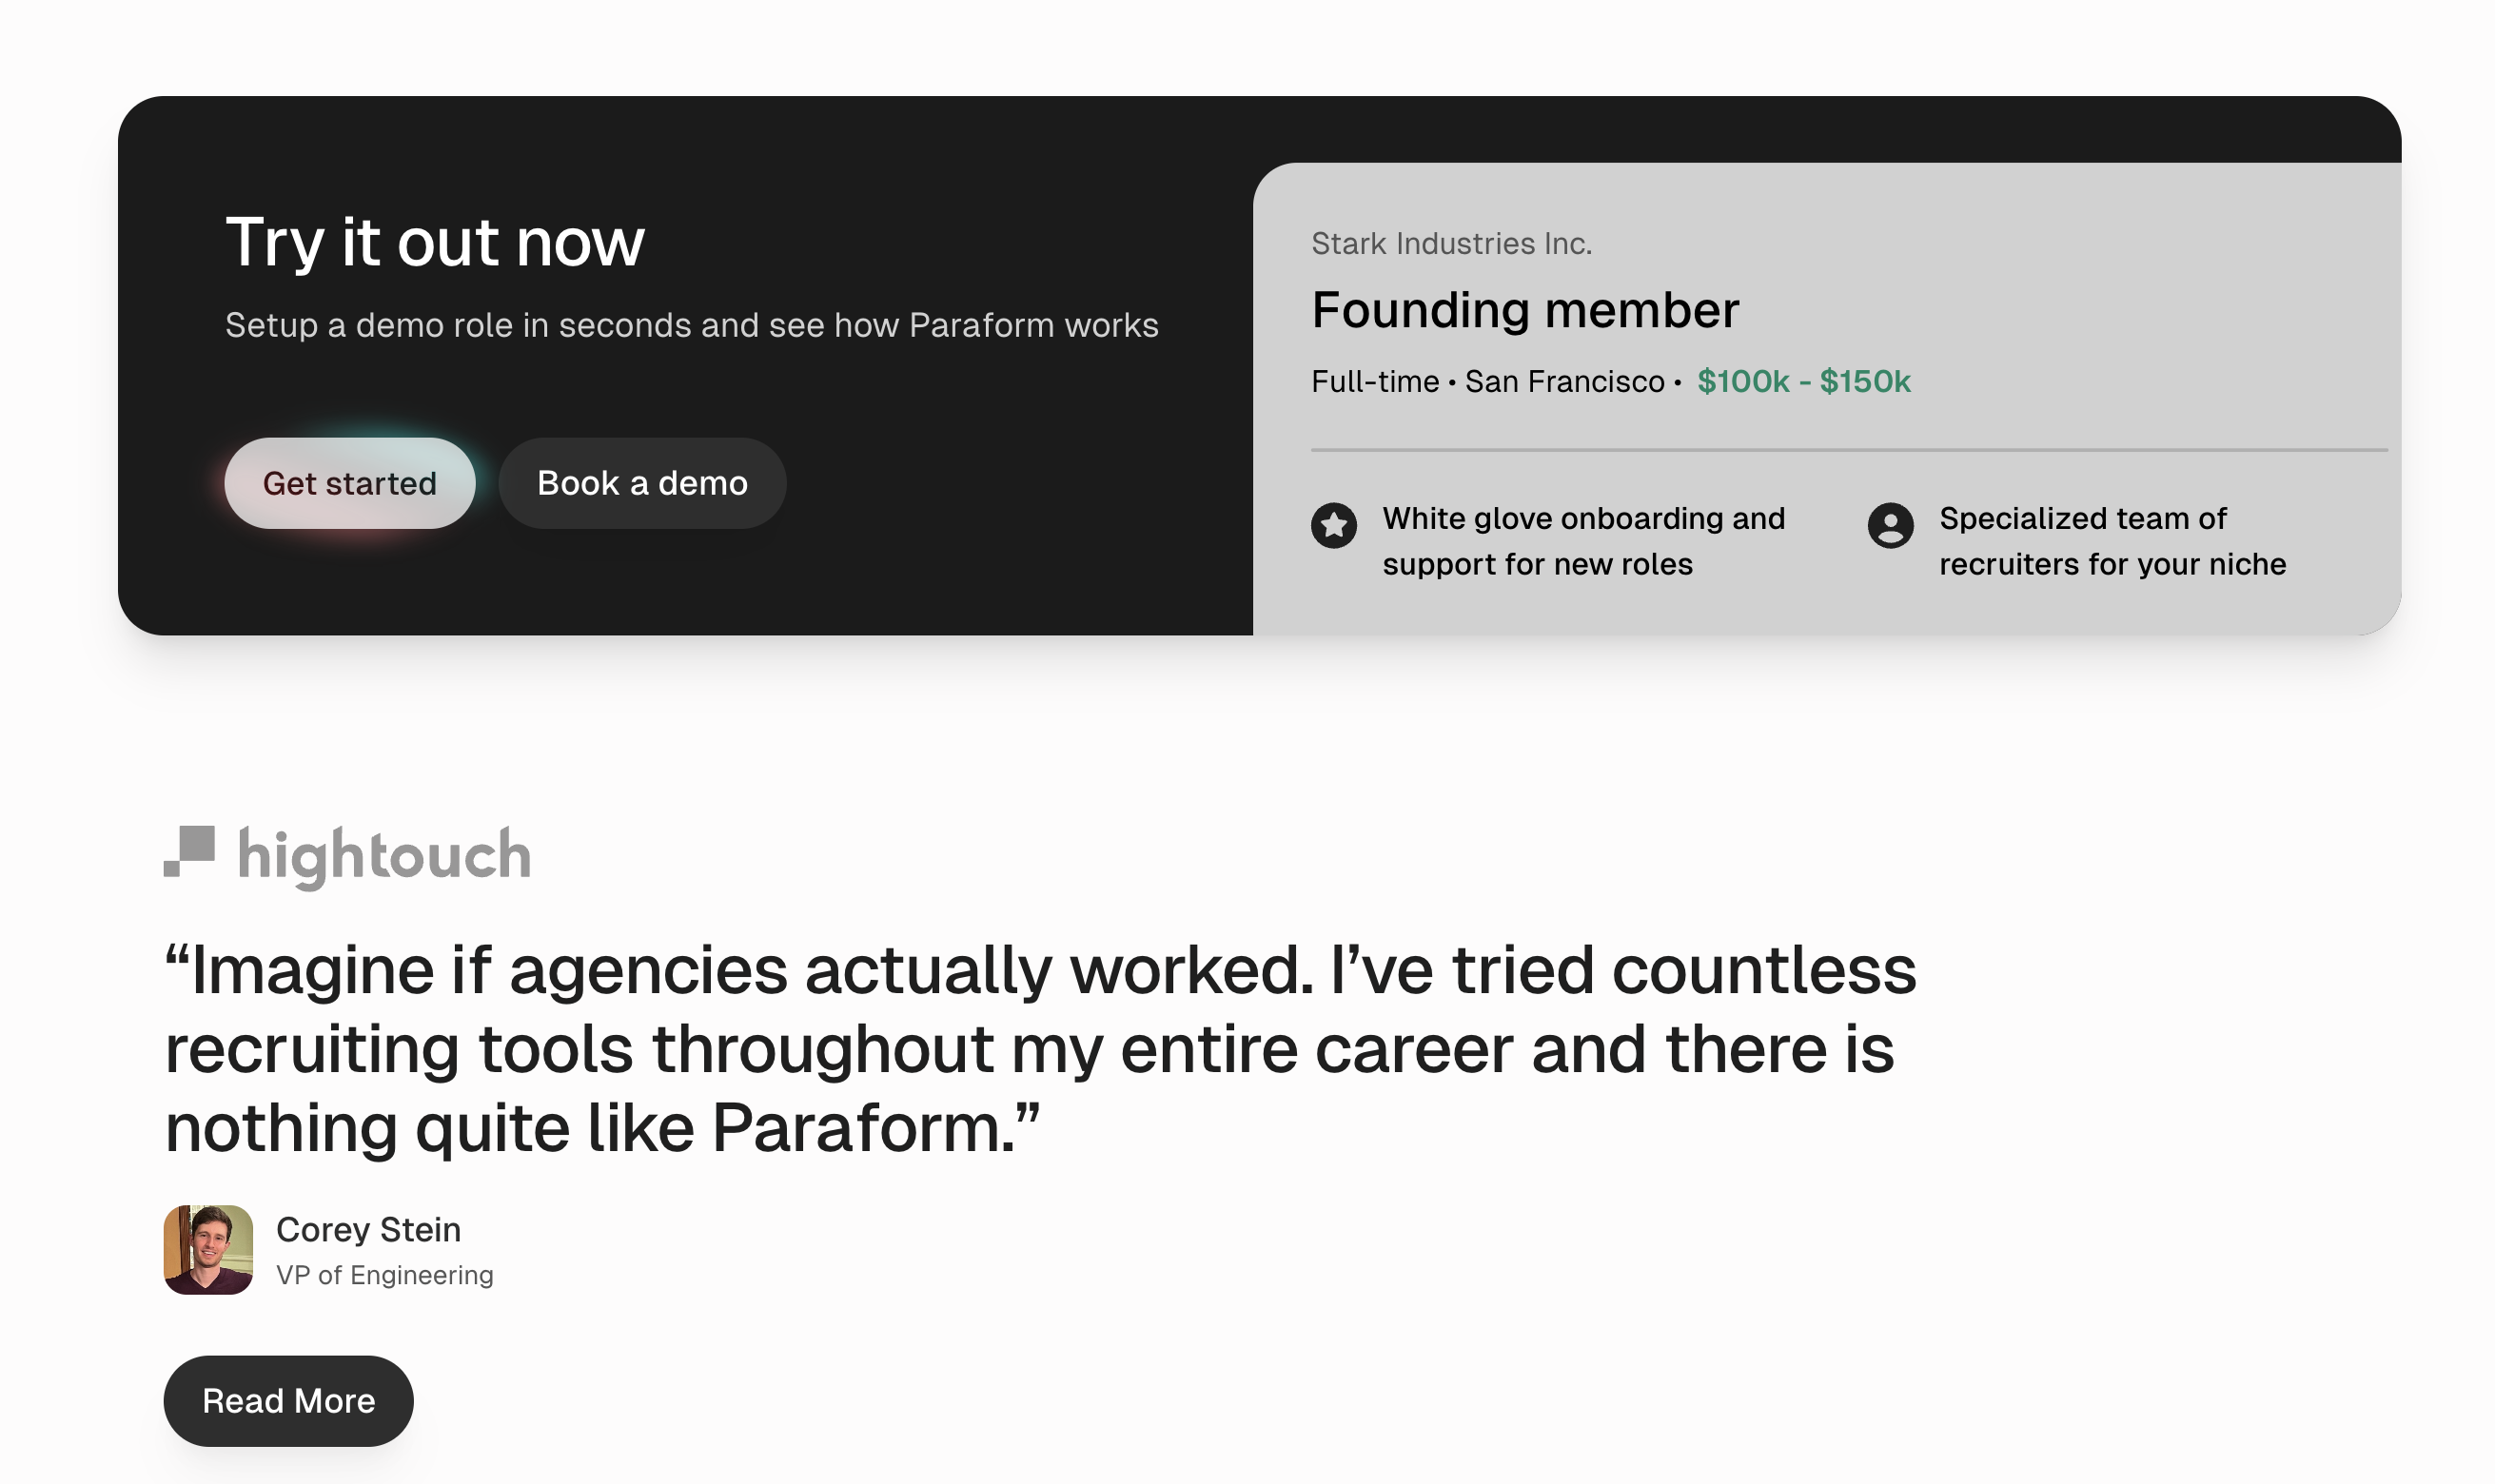 Try it out now
Setup a demo role in seconds and see how Paraform works
Get started
Book a demo
Stark Industries Inc.
Founding member
Full-time • San Francisco • $100k - $150k
White glove onboarding and
support for new roles
Specialized team of
recruiters for your niche
hightouch
“Imagine if agencies actually worked. I’ve tried countless
recruiting tools throughout my entire career and there is
nothing quite like Paraform.”
Corey Stein
VP of Engineering
Read More